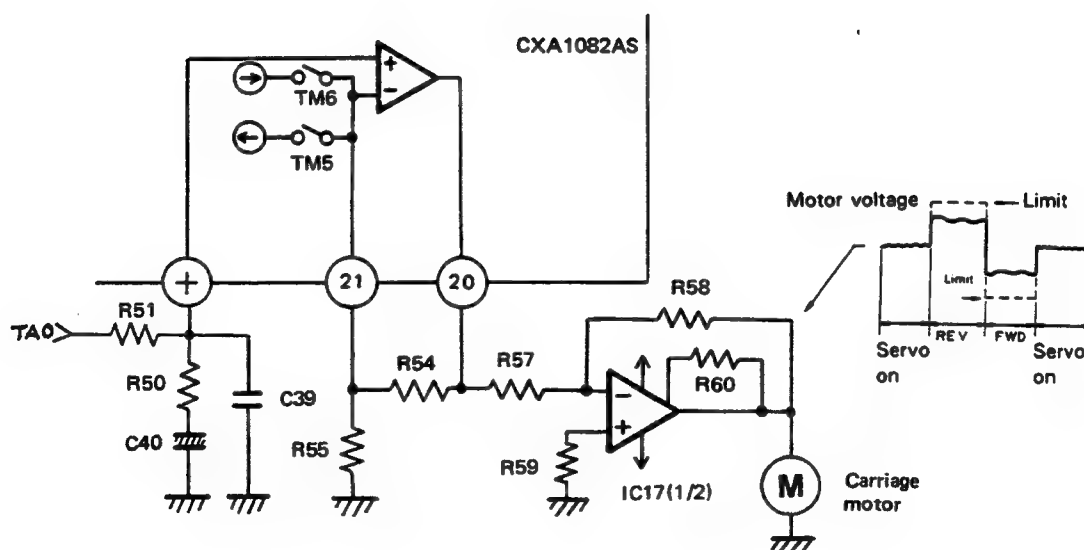 CXA1082AS
+
−
TM6
TM5
Motor voltage
Limit
Limit
+
21
20
REV
FWD
Servo on
Servo on
TAO
R51
R50
C39
C40
R54
R55
R57
R58
−
+
R60
R59
IC17(1/2)
M
Carriage
motor